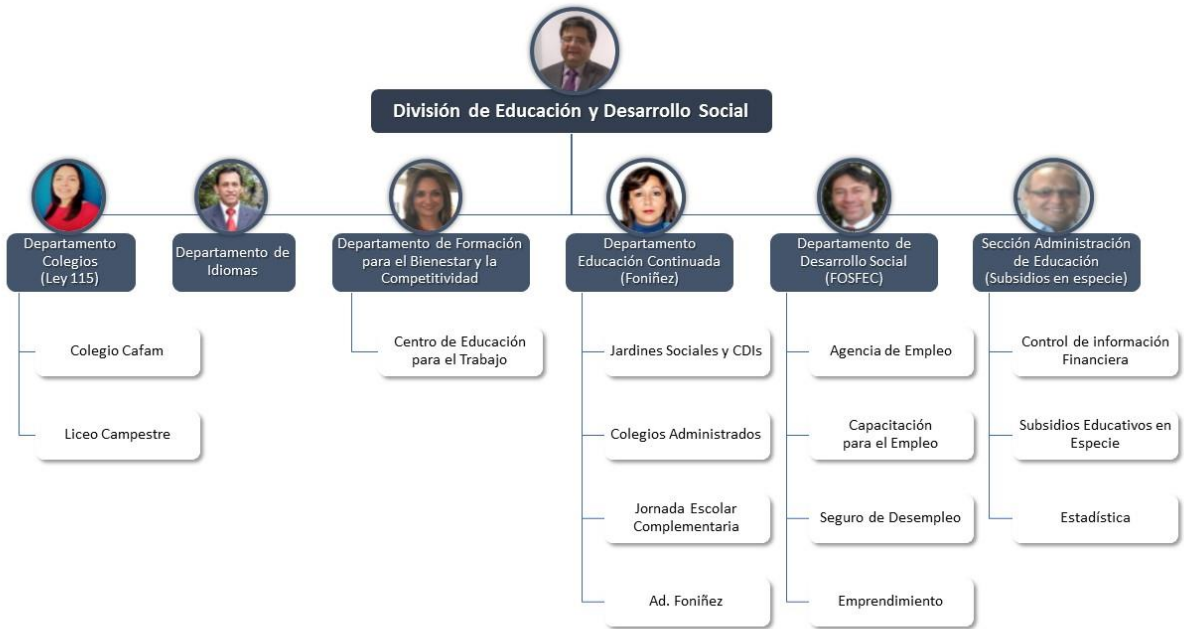 División de Educación y Desarrollo Social
Departamento
Colegios
(Ley 115)
Departamento de
Idiomas
Departamento de Formación
para el Bienestar y la
Competitividad
Departamento
Educación Continuada
(Foniñez)
Departamento de
Desarrollo Social
(FOSFEC)
Sección Administración
de Educación
(Subsidios en especie)
Colegio Cafam
Liceo Campestre
Centro de Educación
para el Trabajo
Jardines Sociales y CDIs
Colegios Administrados
Jornada Escolar
Complementaria
Ad. Foniñez
Agencia de Empleo
Capacitación
para el Empleo
Seguro de Desempleo
Emprendimiento
Control de información
Financiera
Subsidios Educativos en
Especie
Estadística